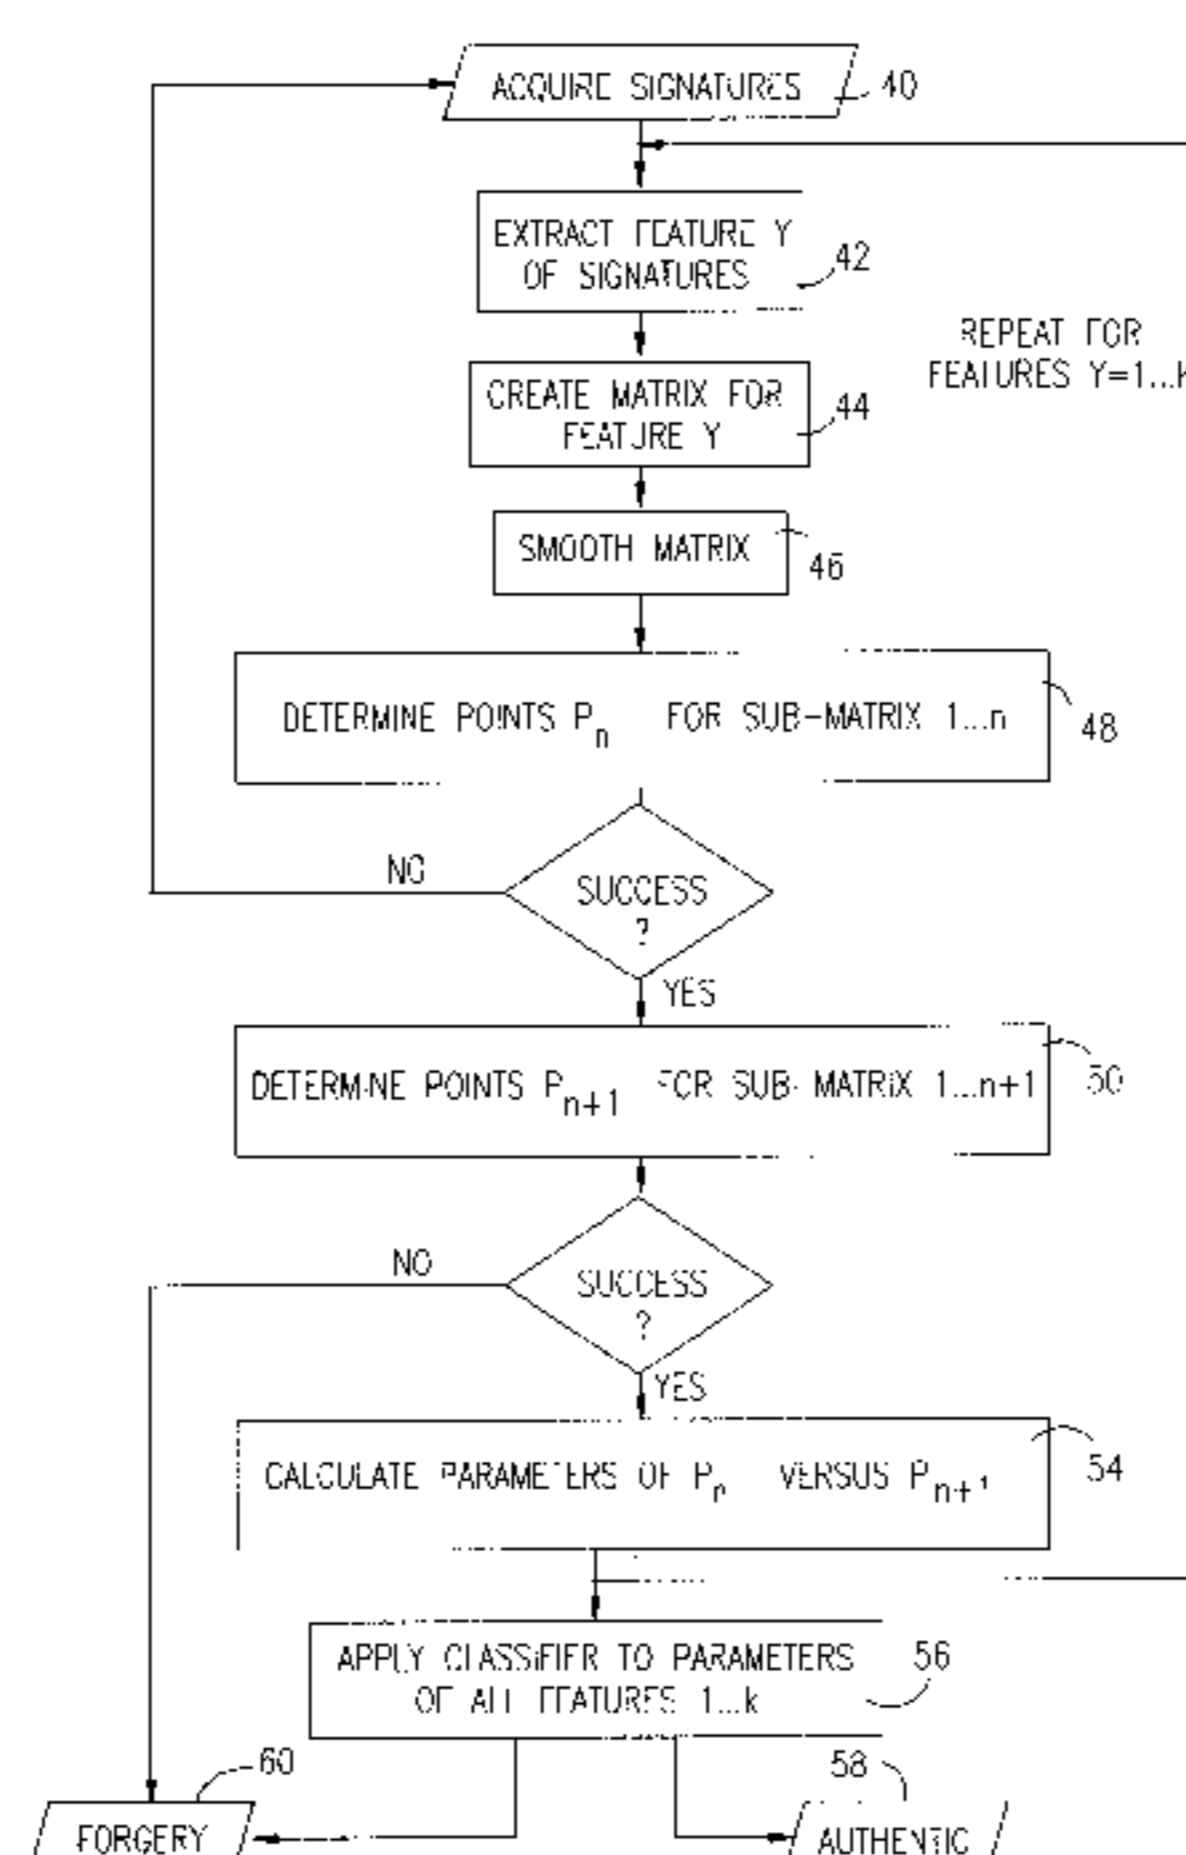 ACQUIRE SIGNATURES
40
EXTRACT FEATURE Y
OF SIGNATURES
42
REPEAT FOR
FEATURES Y=1...k
CREATE MATRIX FOR
FEATURE Y
44
SMOOTH MATRIX
46
DETERMINE POINTS Pn FOR SUB-MATRIX 1...n
48
NO
SUCCESS
?
YES
DETERMINE POINTS Pn+1 FOR SUB-MATRIX 1...n+1
50
NO
SUCCESS
?
YES
CALCULATE PARAMETERS OF Pn VERSUS Pn+1
54
APPLY CLASSIFIER TO PARAMETERS
OF ALL FEATURES 1...k
56
60
58
FORGERY
AUTHENTIC